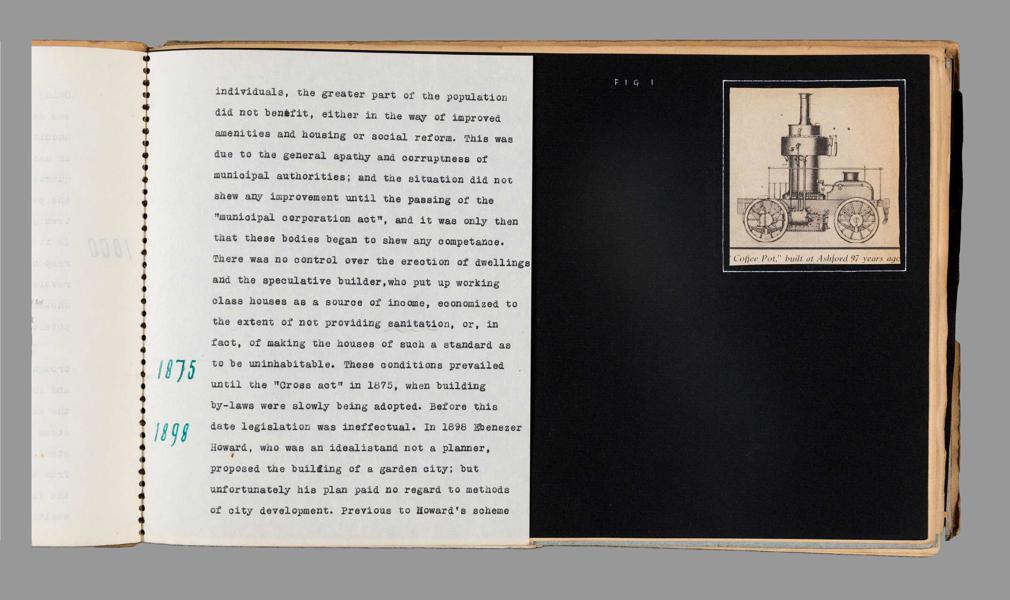 individuals, the greater part of the population
did not benefit, either in the way of improved
amenities and housing or social reform. This was
due to the general apathy and corruptness of
municipal authorities; and the situation did not
shew any improvement until the passing of the
"municipal corporation act", and it was only then
that these bodies began to shew any competance.
There was no control over the erection of dwellings
and the speculative builder,who put up working
class houses as a source of income, economized to
the extent of not providing sanitation, or, in
fact, of making the houses of such a standard as
1875 to be uninhabitable. These conditions prevailed
until the "Cross act" in 1875, when building
by-laws were slowly being adopted. Before this
1898 date legislation was ineffectual. In 1898 Ebenezer
Howard, who was an idealistand not a planner,
proposed the building of a garden city; but
unfortunately his plan paid no regard to methods
of city development. Previous to Howard's scheme
FIG 1
Coffee Pot," built at Ashford 97 years ago
1800